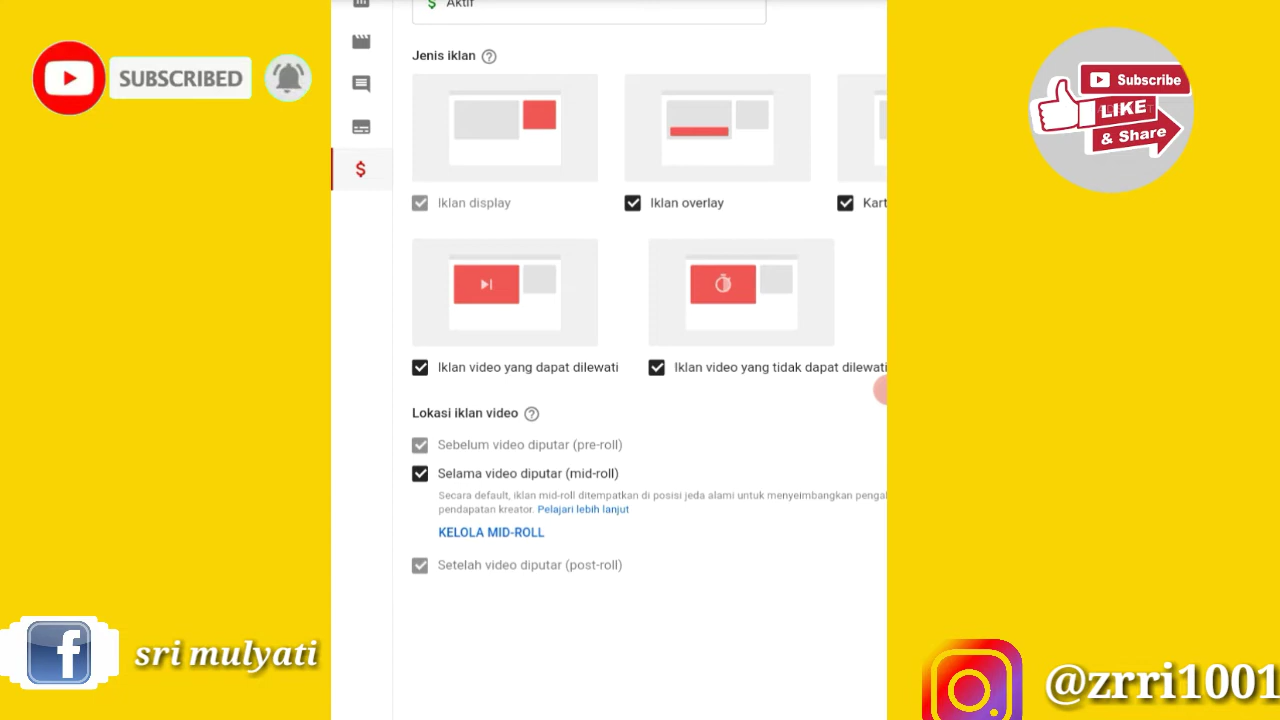 SUBSCRIBED
Subscribe
LIKE
& Share
$ Aktif
Jenis iklan ?
Iklan display
Iklan overlay
Kart
Iklan video yang dapat dilewati
Iklan video yang tidak dapat dilewati
Lokasi iklan video ?
Sebelum video diputar (pre-roll)
Selama video diputar (mid-roll)
Secara default, iklan mid-roll ditempatkan di posisi jeda alami untuk menyeimbangkan pengal
pendapatan kreator. Pelajari lebih lanjut
KELOLA MID-ROLL
Setelah video diputar (post-roll)
sri mulyati
@zrri1001